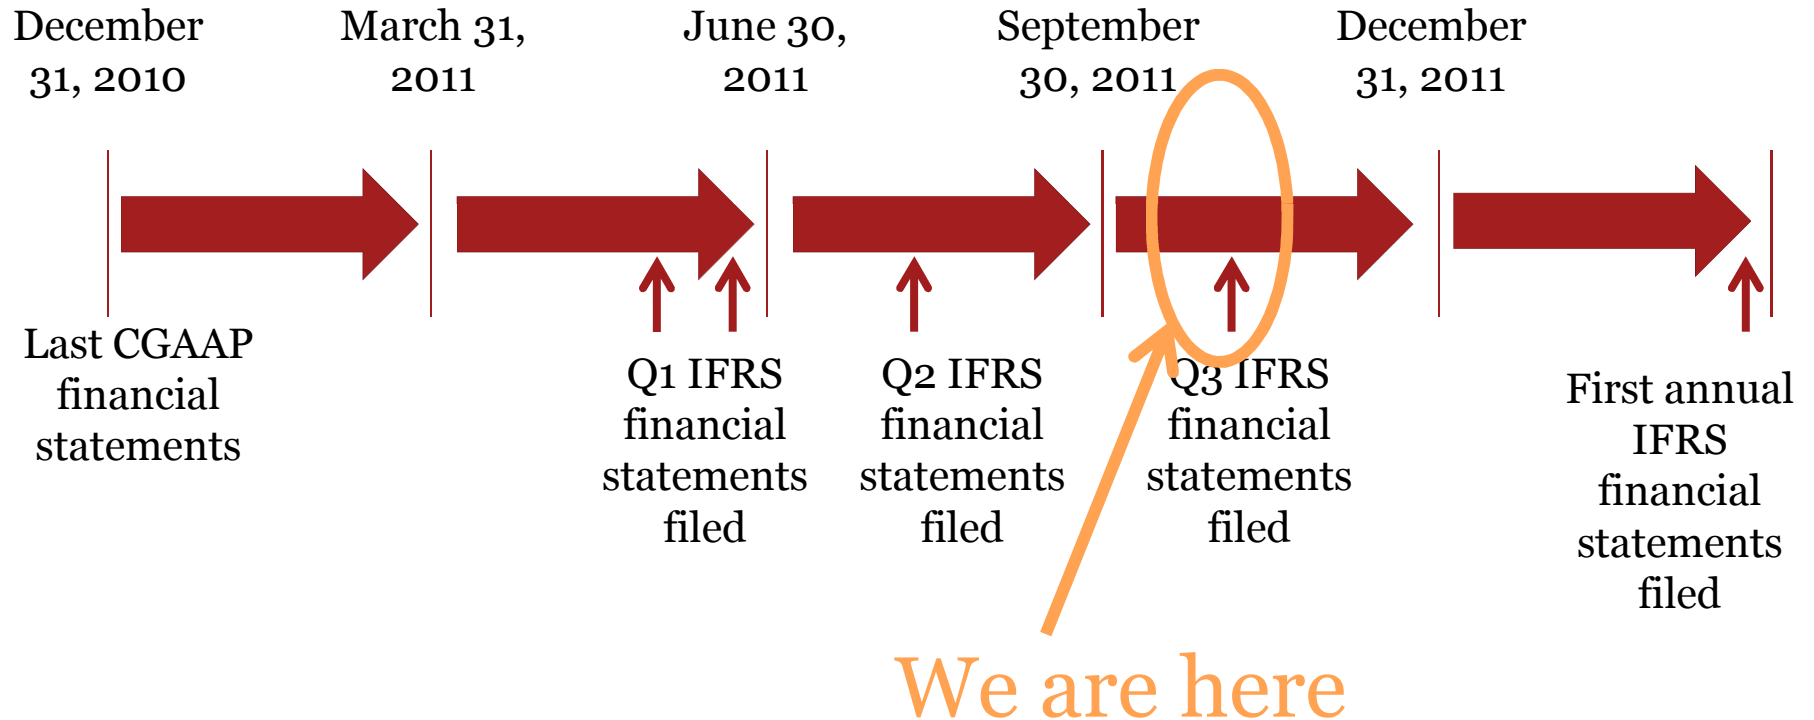 December
31, 2010
March 31,
2011
June 30,
2011
September
30, 2011
December
31, 2011
Last CGAAP
financial
statements
Q1 IFRS
financial
statements
filed
Q2 IFRS
financial
statements
filed
Q3 IFRS
financial
statements
filed
First annual
IFRS
financial
statements
filed
We are here